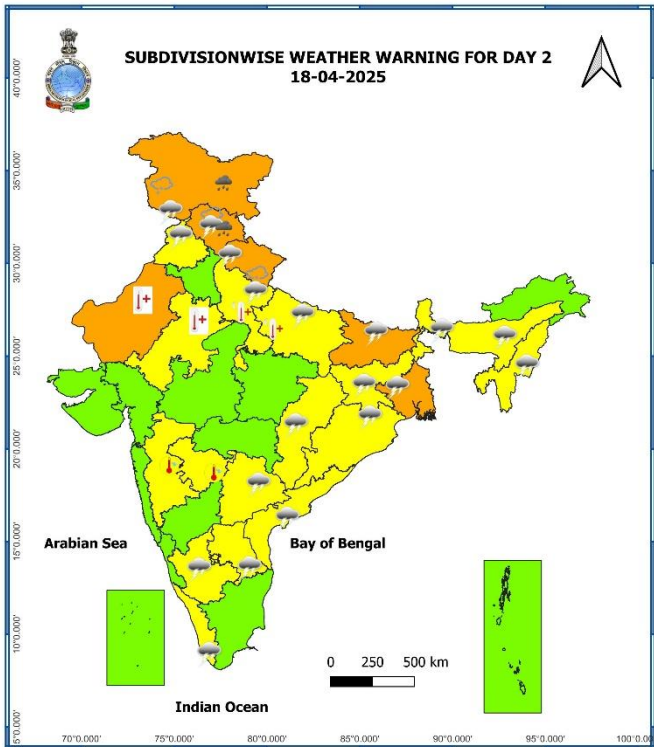 SUBDIVISIONWISE WEATHER WARNING FOR DAY 2
18-04-2025
40°0.000'
35°0.000'
30°0.000'
25°0.000'
20°0.000'
15°0.000'
10°0.000'
5°0.000'
Arabian Sea
Bay of Bengal
0 250 500 km
Indian Ocean
70°0.000' 75°0.000' 80°0.000' 85°0.000' 90°0.000' 95°0.000' 100°0.000'